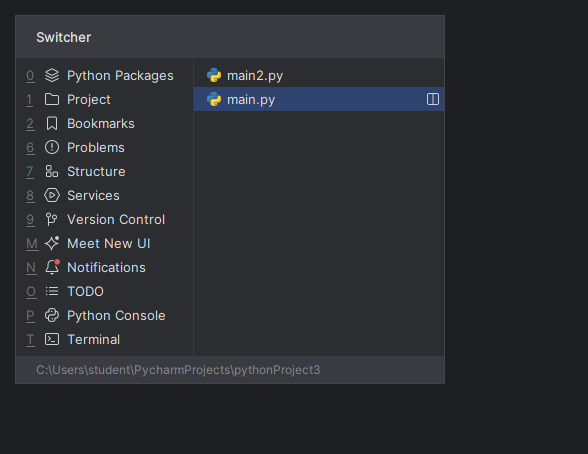 Switcher
0 Python Packages
1 Project
2 Bookmarks
6 Problems
7 Structure
8 Services
9 Version Control
M Meet New UI
N Notifications
O TODO
P Python Console
T Terminal
main2.py
main.py
C:\Users\student\PycharmProjects\pythonProject3